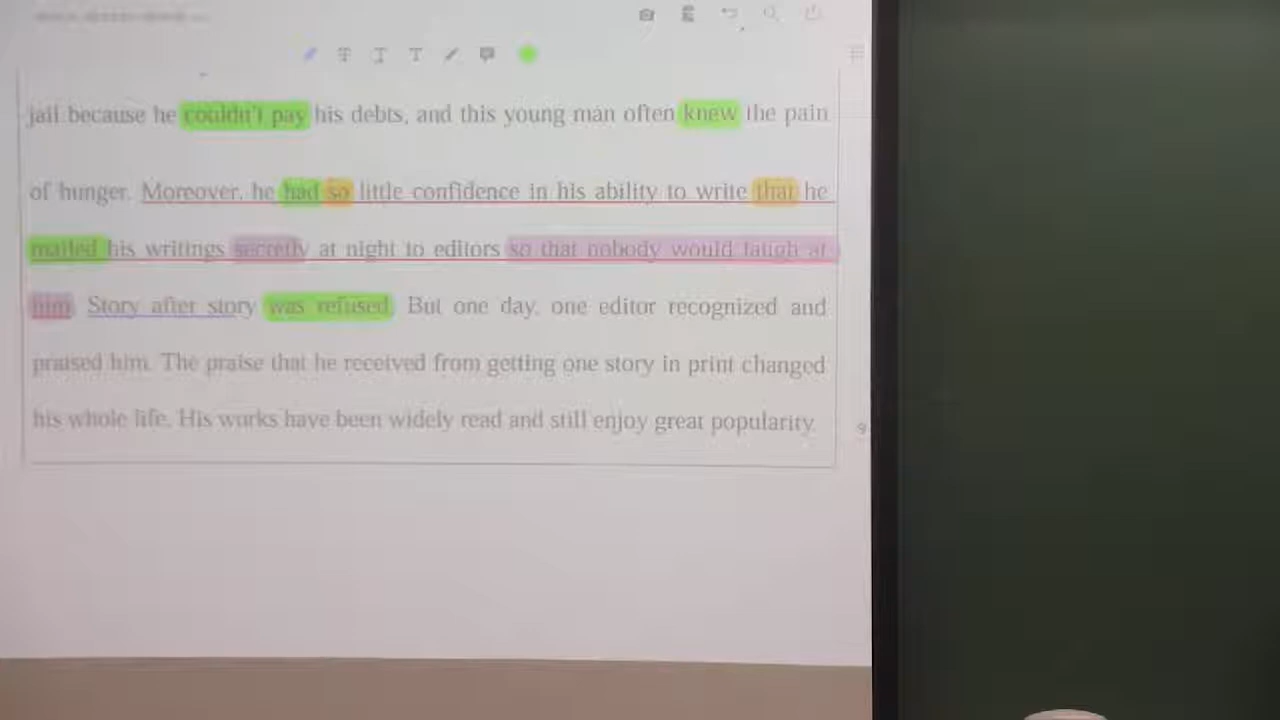 jail because he couldn't pay his debts, and this young man often knew the pain
of hunger. Moreover, he had so little confidence in his ability to write that he
mailed his writings secretly at night to editors so that nobody would laugh at
him. Story after story was refused. But one day, one editor recognized and
praised him. The praise that he received from getting one story in print changed
his whole life. His works have been widely read and still enjoy great popularity.
9